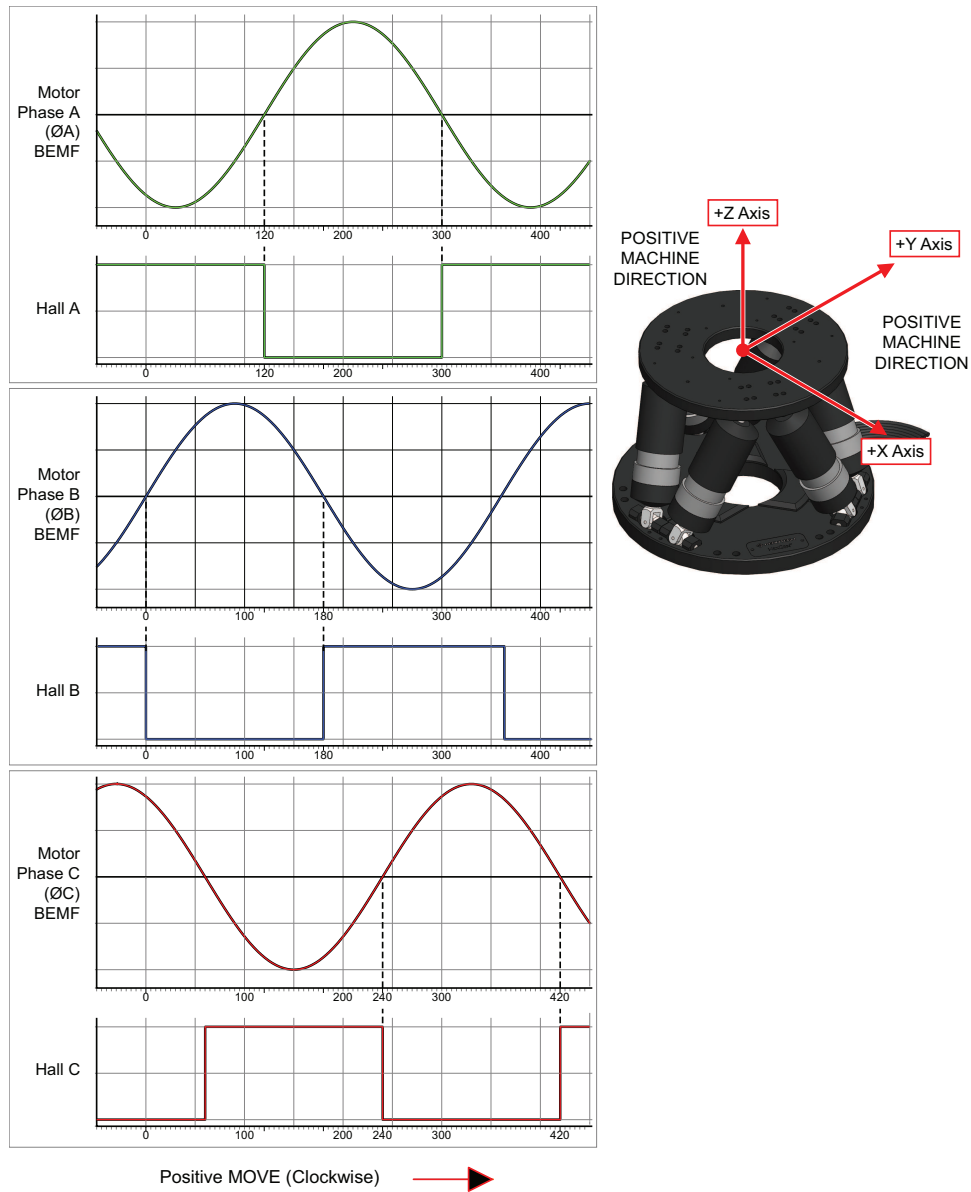 Motor
Phase A
(ØA)
BEMF
0
120
200
300
400
Hall A
0
120
200
300
400
Motor
Phase B
(ØB)
BEMF
0
100
180
300
400
Hall B
0
100
180
300
400
Motor
Phase C
(ØC)
BEMF
0
100
200
240
300
420
Hall C
0
100
200
240
300
420
Positive MOVE (Clockwise)
+Z Axis
POSITIVE
MACHINE
DIRECTION
+Y Axis
POSITIVE
MACHINE
DIRECTION
+X Axis